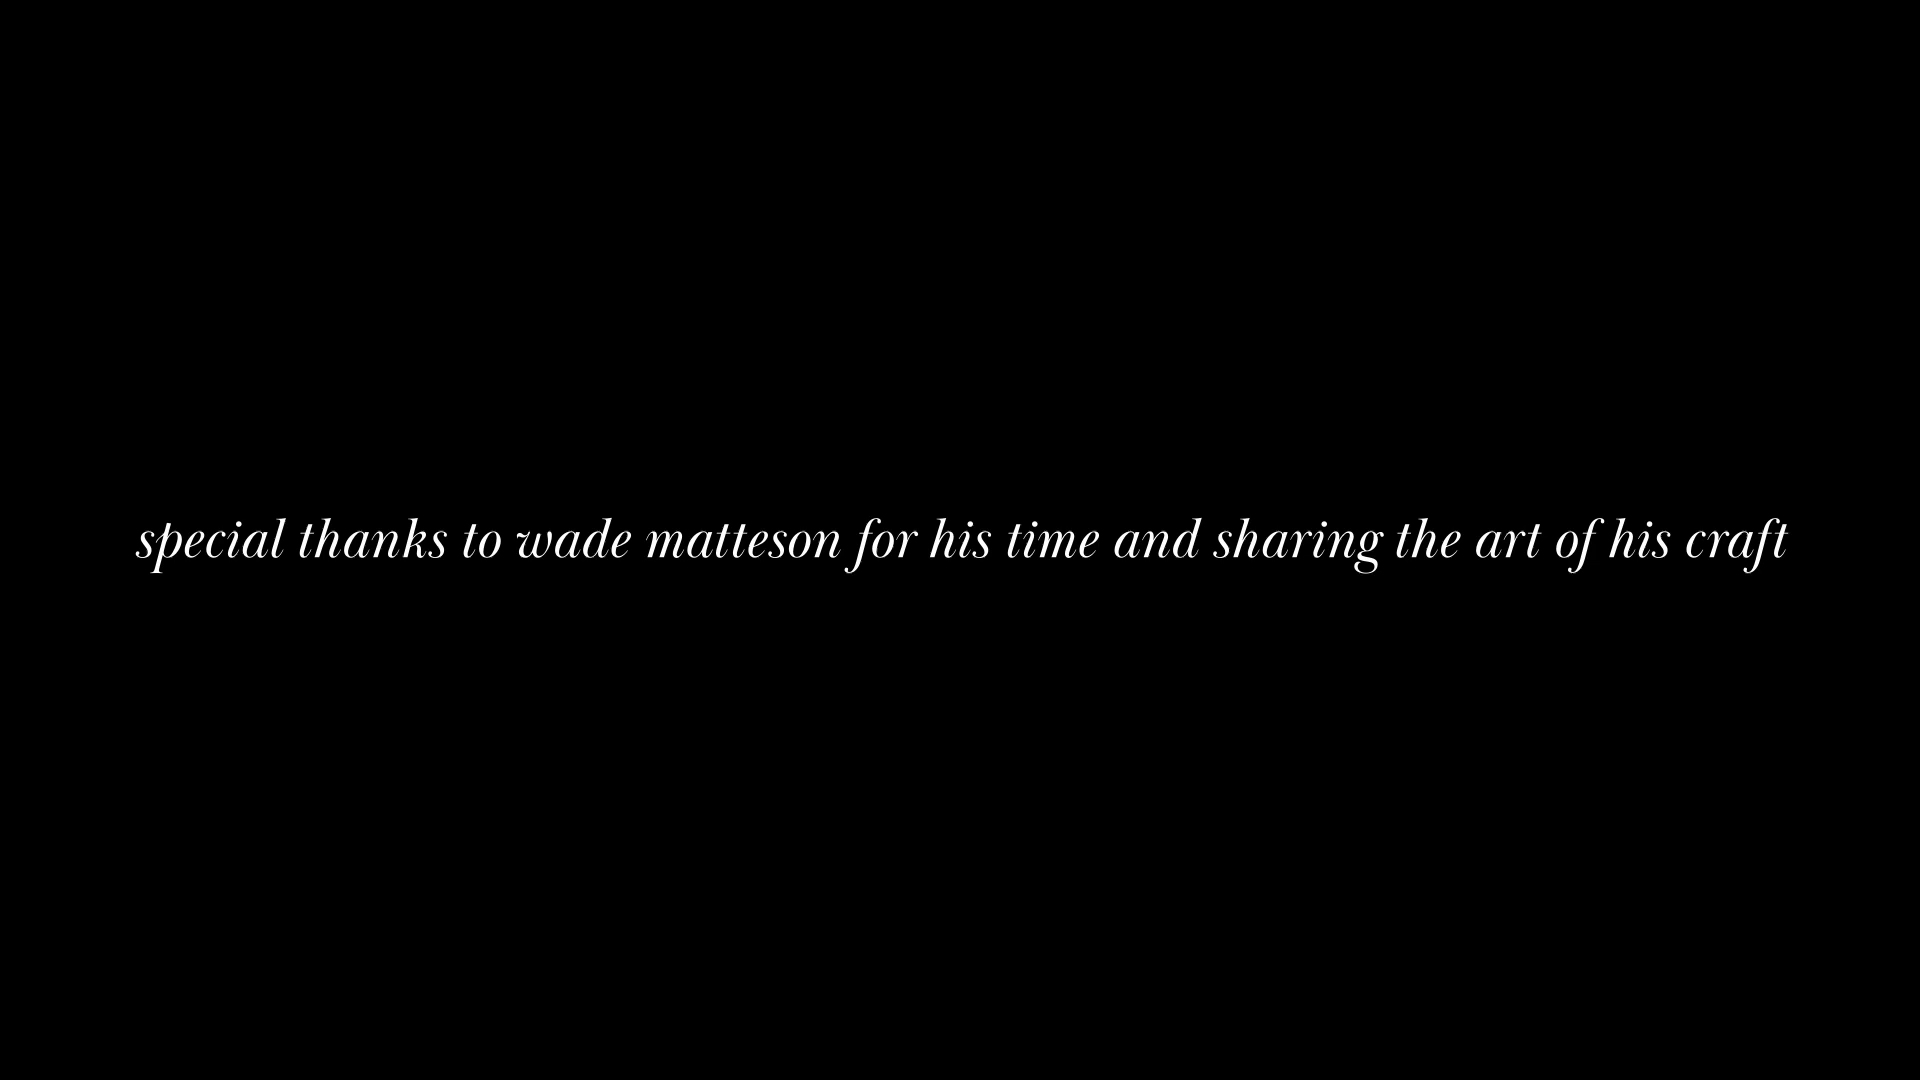 special thanks to wade matteson for his time and sharing the art of his craft